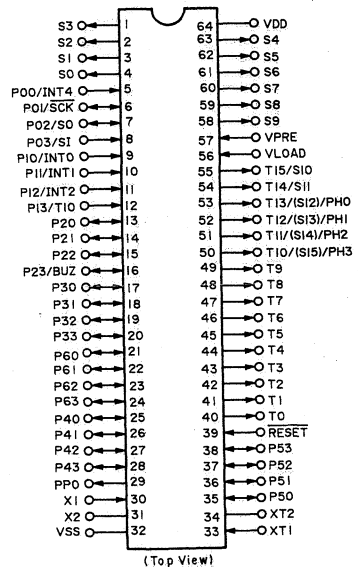 S3 1 64 VDD
S2 2 63 S4
S1 3 62 S5
S0 4 61 S6
P00/INT4 5 60 S7
P01/SCK 6 59 S8
P02/SO 7 58 S9
P03/SI 8 57 VPRE
P10/INT0 9 56 VLOAD
P11/INT1 10 55 T15/S10
P12/INT2 11 54 T14/S11
P13/TI0 12 53 T13/(S12)/PH0
P20 13 52 T12/(S13)/PH1
P21 14 51 T11/(S14)/PH2
P22 15 50 T10/(S15)/PH3
P23/BUZ 16 49 T9
P30 17 48 T8
P31 18 47 T7
P32 19 46 T6
P33 20 45 T5
P60 21 44 T4
P61 22 43 T3
P62 23 42 T2
P63 24 41 T1
P40 25 40 T0
P41 26 39 RESET
P42 27 38 P53
P43 28 37 P52
PPO 29 36 P51
X1 30 35 P50
X2 31 34 XT2
VSS 32 33 XT1
(Top View)